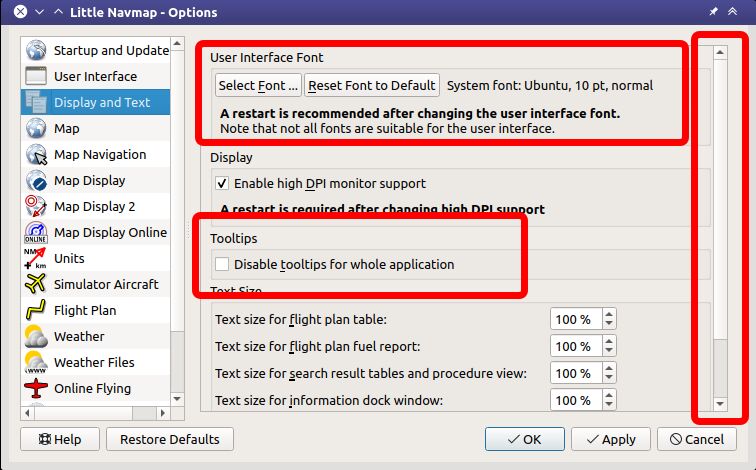 Little Navmap - Options
Startup and Update
User Interface
Display and Text
Map
Map Navigation
Map Display
Map Display 2
Map Display Online
Units
Simulator Aircraft
Flight Plan
Weather
Weather Files
Online Flying
User Interface Font
Select Font ... Reset Font to Default System font: Ubuntu, 10 pt, normal
A restart is recommended after changing the user interface font.
Note that not all fonts are suitable for the user interface.
Display
Enable high DPI monitor support
A restart is required after changing high DPI support
Tooltips
Disable tooltips for whole application
Text Size
Text size for flight plan table: 100 %
Text size for flight plan fuel report: 100 %
Text size for search result tables and procedure view: 100 %
Text size for information dock window: 100 %
Help Restore Defaults OK Apply Cancel
ONLINE
NM
km
WWW